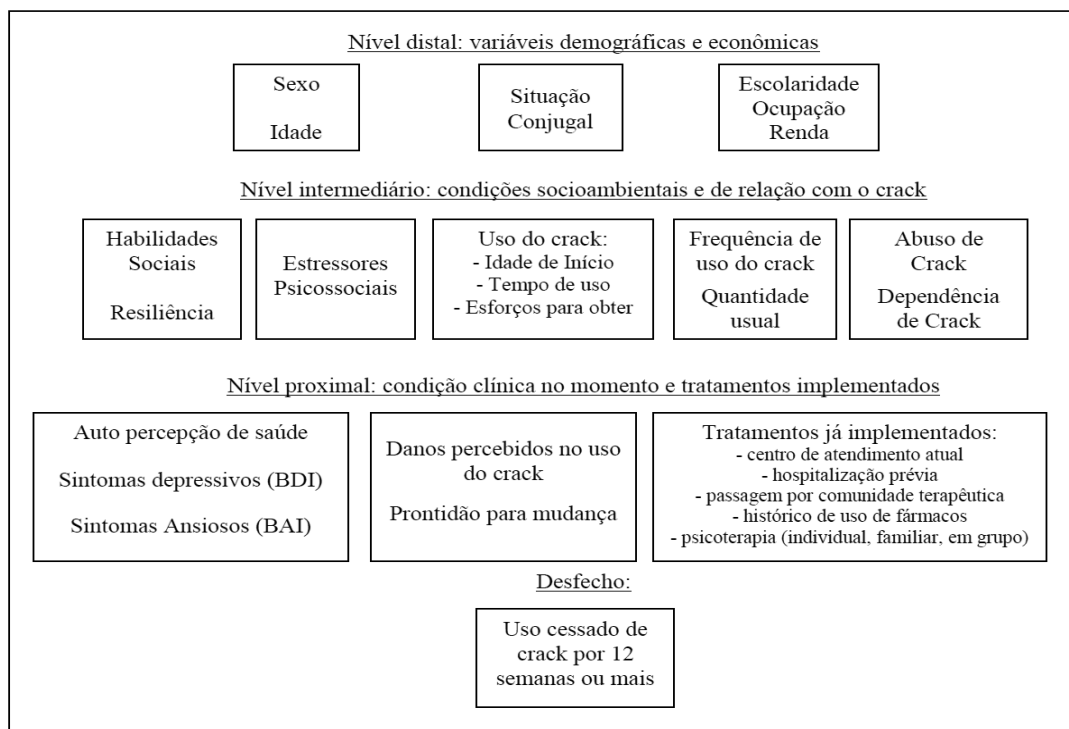 Nível distal: variáveis demográficas e econômicas
Sexo
Idade
Situação
Conjugal
Escolaridade
Ocupação
Renda
Nível intermediário: condições socioambientais e de relação com o crack
Habilidades
Sociais
Resiliência
Estressores
Psicossociais
Uso do crack:
- Idade de Início
- Tempo de uso
- Esforços para obter
Frequência de
uso do crack
Quantidade
usual
Abuso de
Crack
Dependência
de Crack
Nível proximal: condição clínica no momento e tratamentos implementados
Auto percepção de saúde
Sintomas depressivos (BDI)
Sintomas Ansiosos (BAI)
Danos percebidos no uso
do crack
Prontidão para mudança
Tratamentos já implementados:
- centro de atendimento atual
- hospitalização prévia
- passagem por comunidade terapêutica
- histórico de uso de fármacos
- psicoterapia (individual, familiar, em grupo)
Desfecho:
Uso cessado de
crack por 12
semanas ou mais